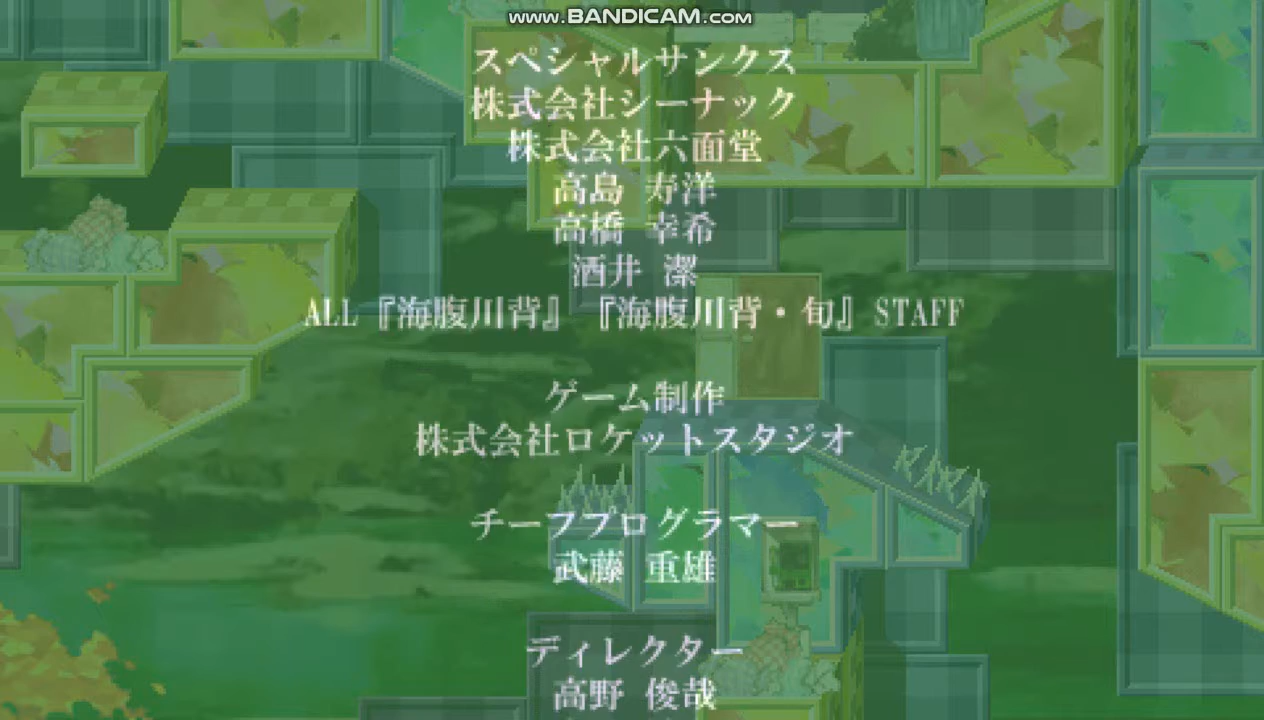 www.BANDICAM.com
スペシャルサンクス
株式会社シーナック
株式会社六面堂
高島 寿洋
高橋 幸希
酒井 潔
ALL『海腹川背』『海腹川背・旬』STAFF
ゲーム制作
株式会社ロケットスタジオ
チーフプログラマー
武藤 重雄
ディレクター
高野 俊哉